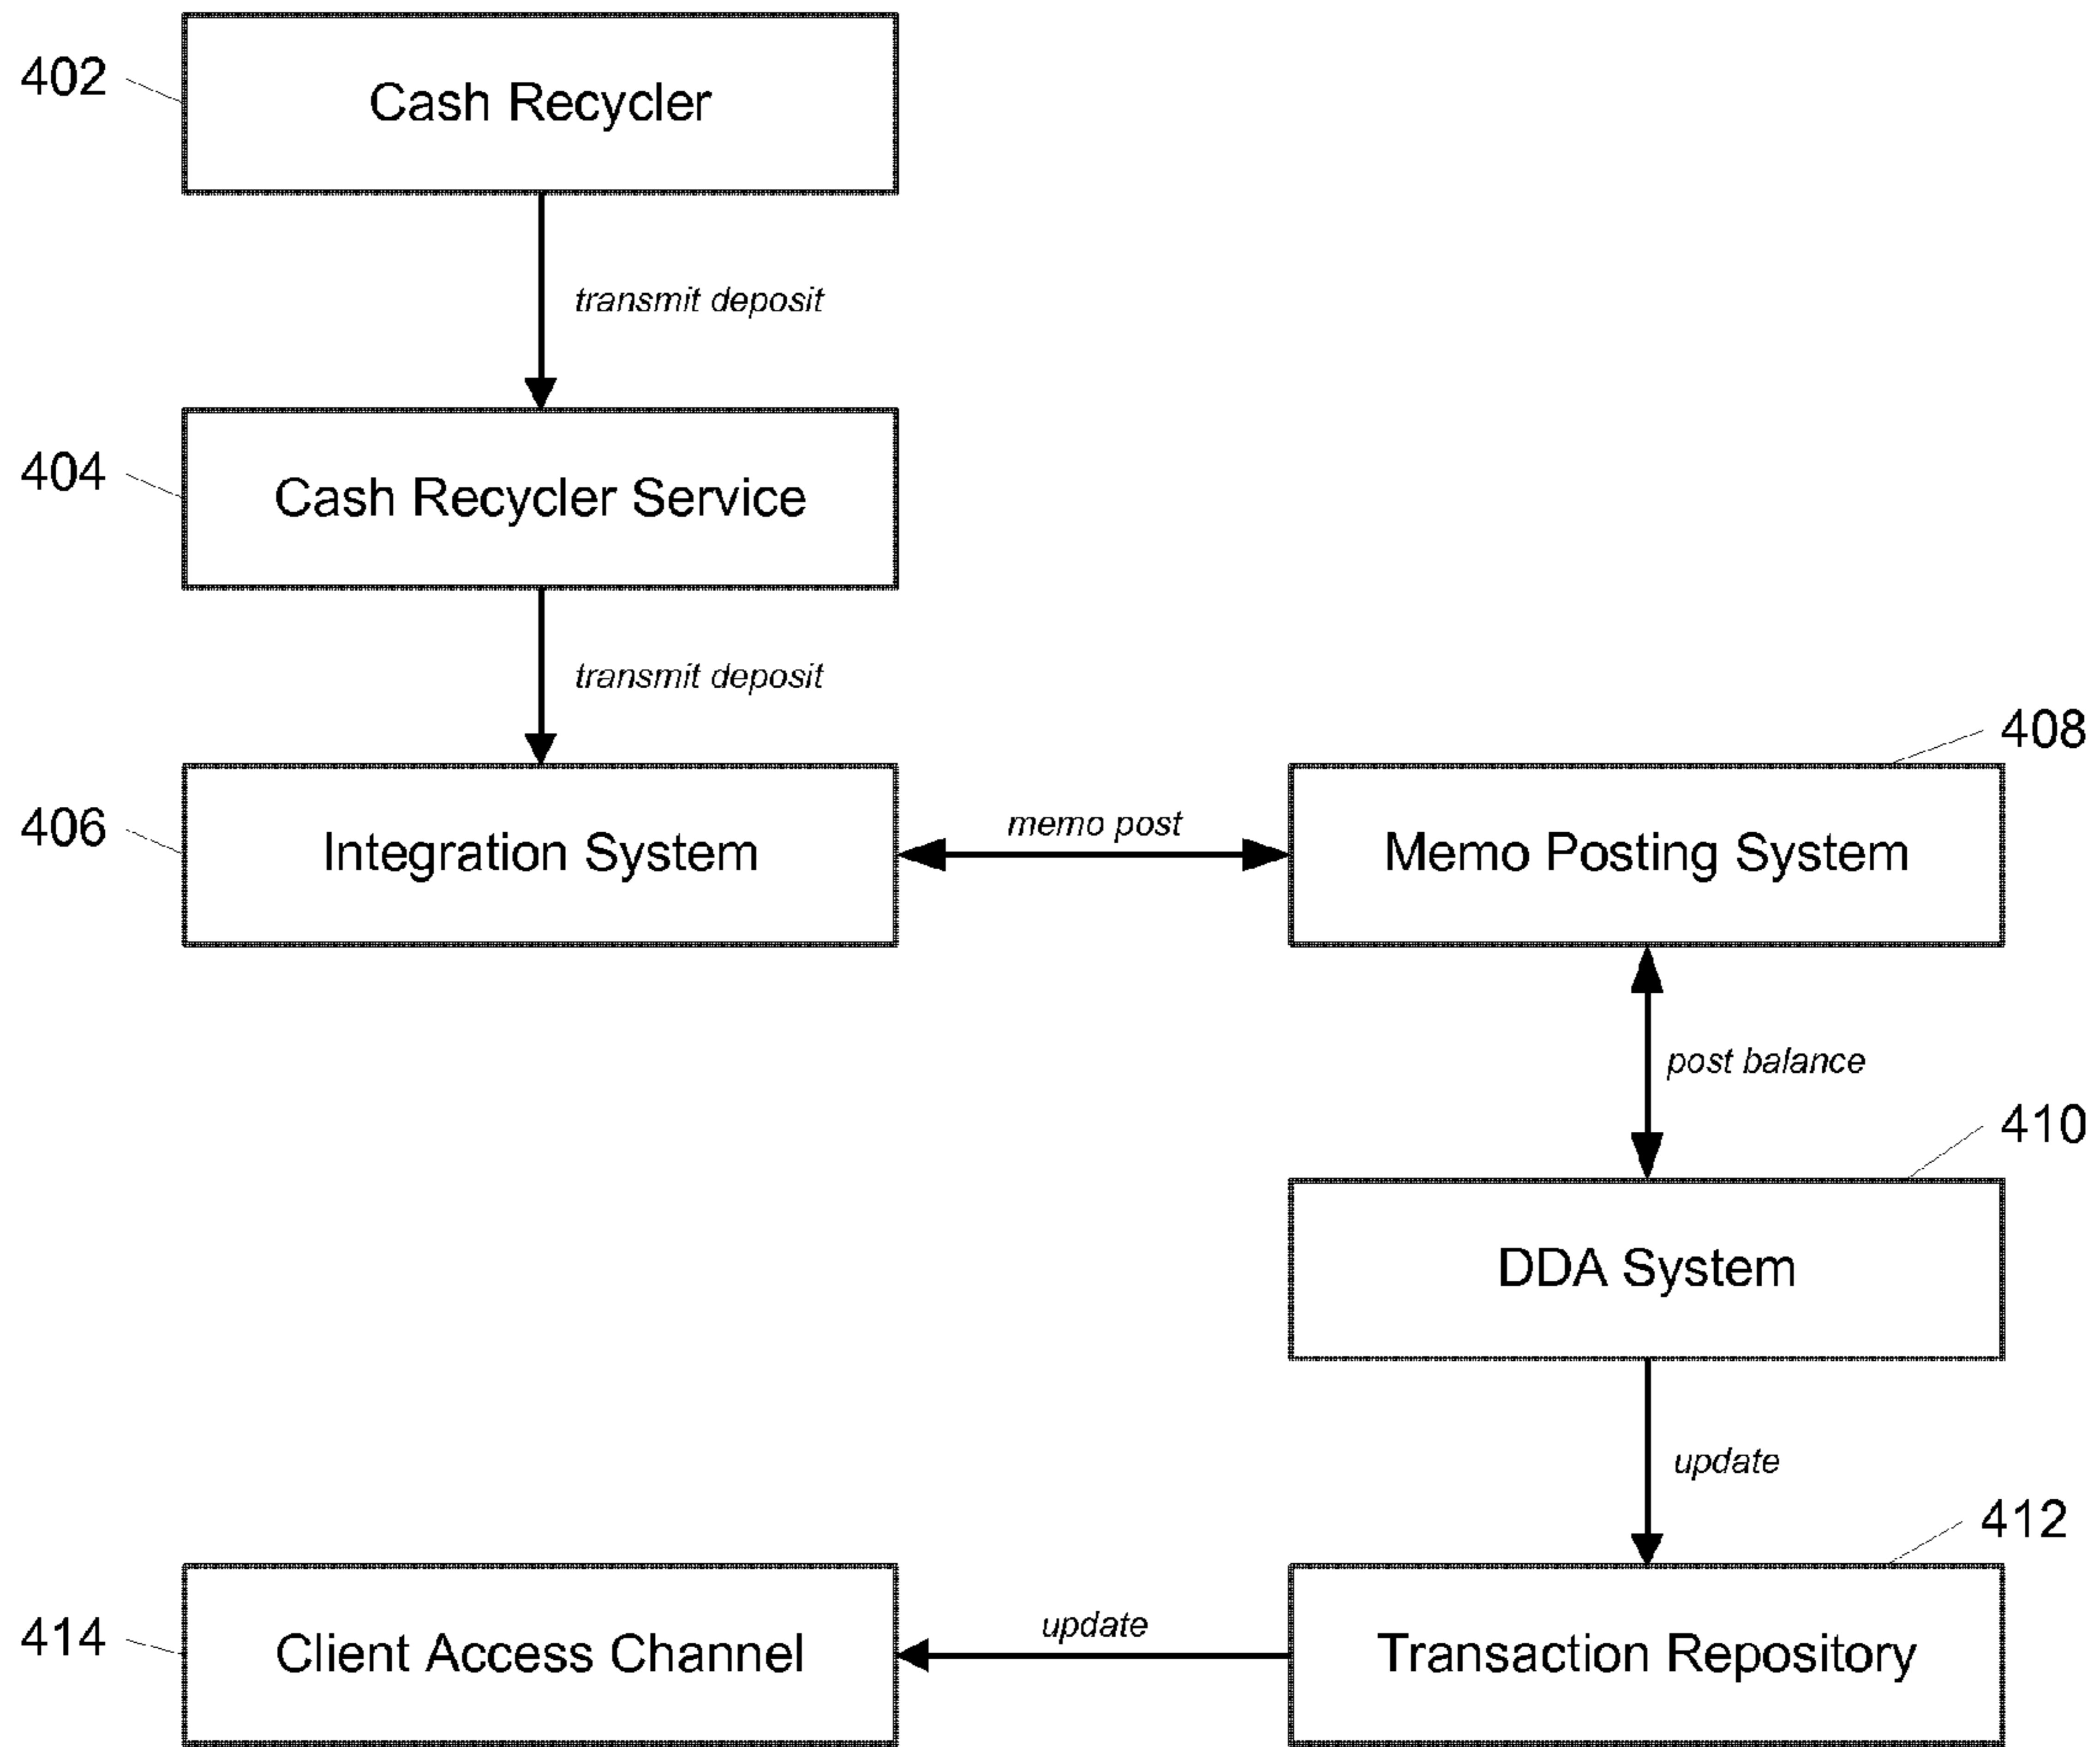 402
Cash Recycler
transmit deposit
404
Cash Recycler Service
transmit deposit
406
Integration System
memo post
408
Memo Posting System
post balance
410
DDA System
update
412
Transaction Repository
update
414
Client Access Channel